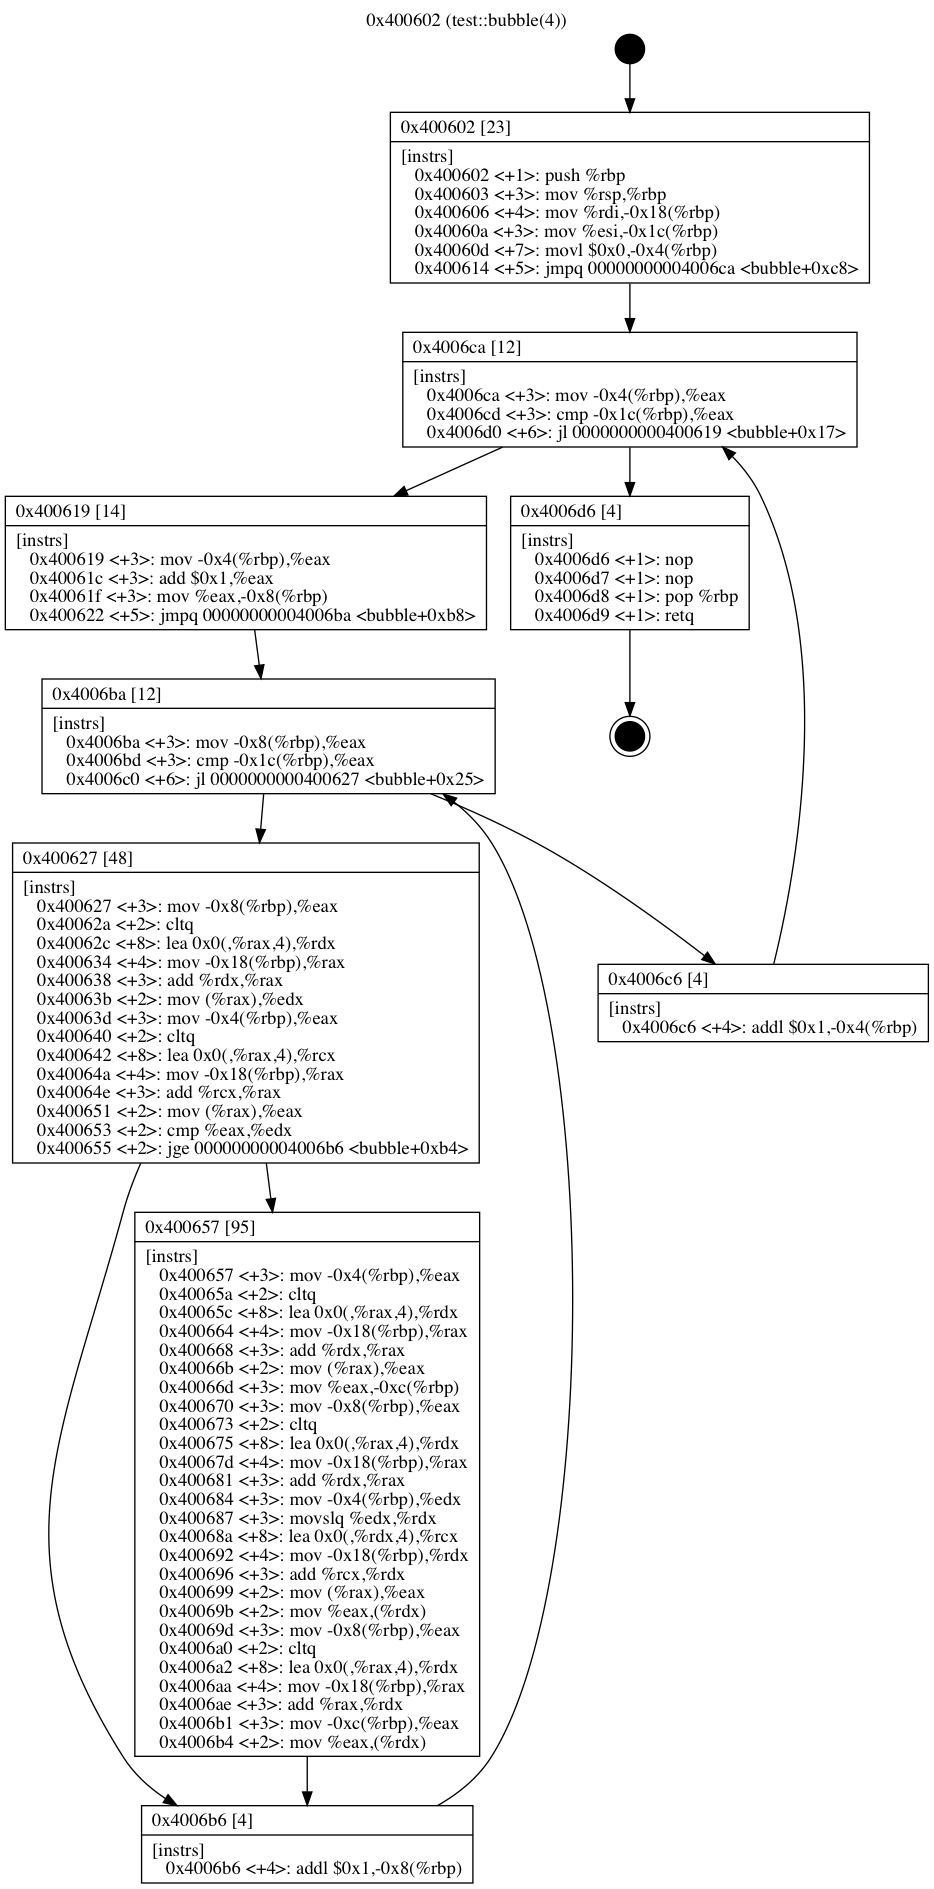 0x400602 (test::bubble(4))
0x400602 [23]
[instrs]
0x400602 <+1>: push %rbp
0x400603 <+3>: mov %rsp,%rbp
0x400606 <+4>: mov %rdi,-0x18(%rbp)
0x40060a <+3>: mov %esi,-0x1c(%rbp)
0x40060d <+7>: movl $0x0,-0x4(%rbp)
0x400614 <+5>: jmpq 00000000004006ca <bubble+0xc8>
0x4006ca [12]
[instrs]
0x4006ca <+3>: mov -0x4(%rbp),%eax
0x4006cd <+3>: cmp -0x1c(%rbp),%eax
0x4006d0 <+6>: jl 0000000000400619 <bubble+0x17>
0x400619 [14]
[instrs]
0x400619 <+3>: mov -0x4(%rbp),%eax
0x40061c <+3>: add $0x1,%eax
0x40061f <+3>: mov %eax,-0x8(%rbp)
0x400622 <+5>: jmpq 00000000004006ba <bubble+0xb8>
0x4006d6 [4]
[instrs]
0x4006d6 <+1>: nop
0x4006d7 <+1>: nop
0x4006d8 <+1>: pop %rbp
0x4006d9 <+1>: retq
0x4006ba [12]
[instrs]
0x4006ba <+3>: mov -0x8(%rbp),%eax
0x4006bd <+3>: cmp -0x1c(%rbp),%eax
0x4006c0 <+6>: jl 0000000000400627 <bubble+0x25>
0x400627 [48]
[instrs]
0x400627 <+3>: mov -0x8(%rbp),%eax
0x40062a <+2>: cltq
0x40062c <+8>: lea 0x0(,%rax,4),%rdx
0x400634 <+4>: mov -0x18(%rbp),%rax
0x400638 <+3>: add %rdx,%rax
0x40063b <+2>: mov (%rax),%edx
0x40063d <+3>: mov -0x4(%rbp),%eax
0x400640 <+2>: cltq
0x400642 <+8>: lea 0x0(,%rax,4),%rcx
0x40064a <+4>: mov -0x18(%rbp),%rax
0x40064e <+3>: add %rcx,%rax
0x400651 <+2>: mov (%rax),%eax
0x400653 <+2>: cmp %eax,%edx
0x400655 <+2>: jge 00000000004006b6 <bubble+0xb4>
0x4006c6 [4]
[instrs]
0x4006c6 <+4>: addl $0x1,-0x4(%rbp)
0x400657 [95]
[instrs]
0x400657 <+3>: mov -0x4(%rbp),%eax
0x40065a <+2>: cltq
0x40065c <+8>: lea 0x0(,%rax,4),%rdx
0x400664 <+4>: mov -0x18(%rbp),%rax
0x400668 <+3>: add %rdx,%rax
0x40066b <+2>: mov (%rax),%eax
0x40066d <+3>: mov %eax,-0xc(%rbp)
0x400670 <+3>: mov -0x8(%rbp),%eax
0x400673 <+2>: cltq
0x400675 <+8>: lea 0x0(,%rax,4),%rdx
0x40067d <+4>: mov -0x18(%rbp),%rax
0x400681 <+3>: add %rdx,%rax
0x400684 <+3>: mov -0x4(%rbp),%edx
0x400687 <+3>: movslq %edx,%rdx
0x40068a <+8>: lea 0x0(,%rdx,4),%rcx
0x400692 <+4>: mov -0x18(%rbp),%rdx
0x400696 <+3>: add %rcx,%rdx
0x400699 <+2>: mov (%rax),%eax
0x40069b <+2>: mov %eax,(%rdx)
0x40069d <+3>: mov -0x8(%rbp),%eax
0x4006a0 <+2>: cltq
0x4006a2 <+8>: lea 0x0(,%rax,4),%rdx
0x4006aa <+4>: mov -0x18(%rbp),%rax
0x4006ae <+3>: add %rax,%rdx
0x4006b1 <+3>: mov -0xc(%rbp),%eax
0x4006b4 <+2>: mov %eax,(%rdx)
0x4006b6 [4]
[instrs]
0x4006b6 <+4>: addl $0x1,-0x8(%rbp)